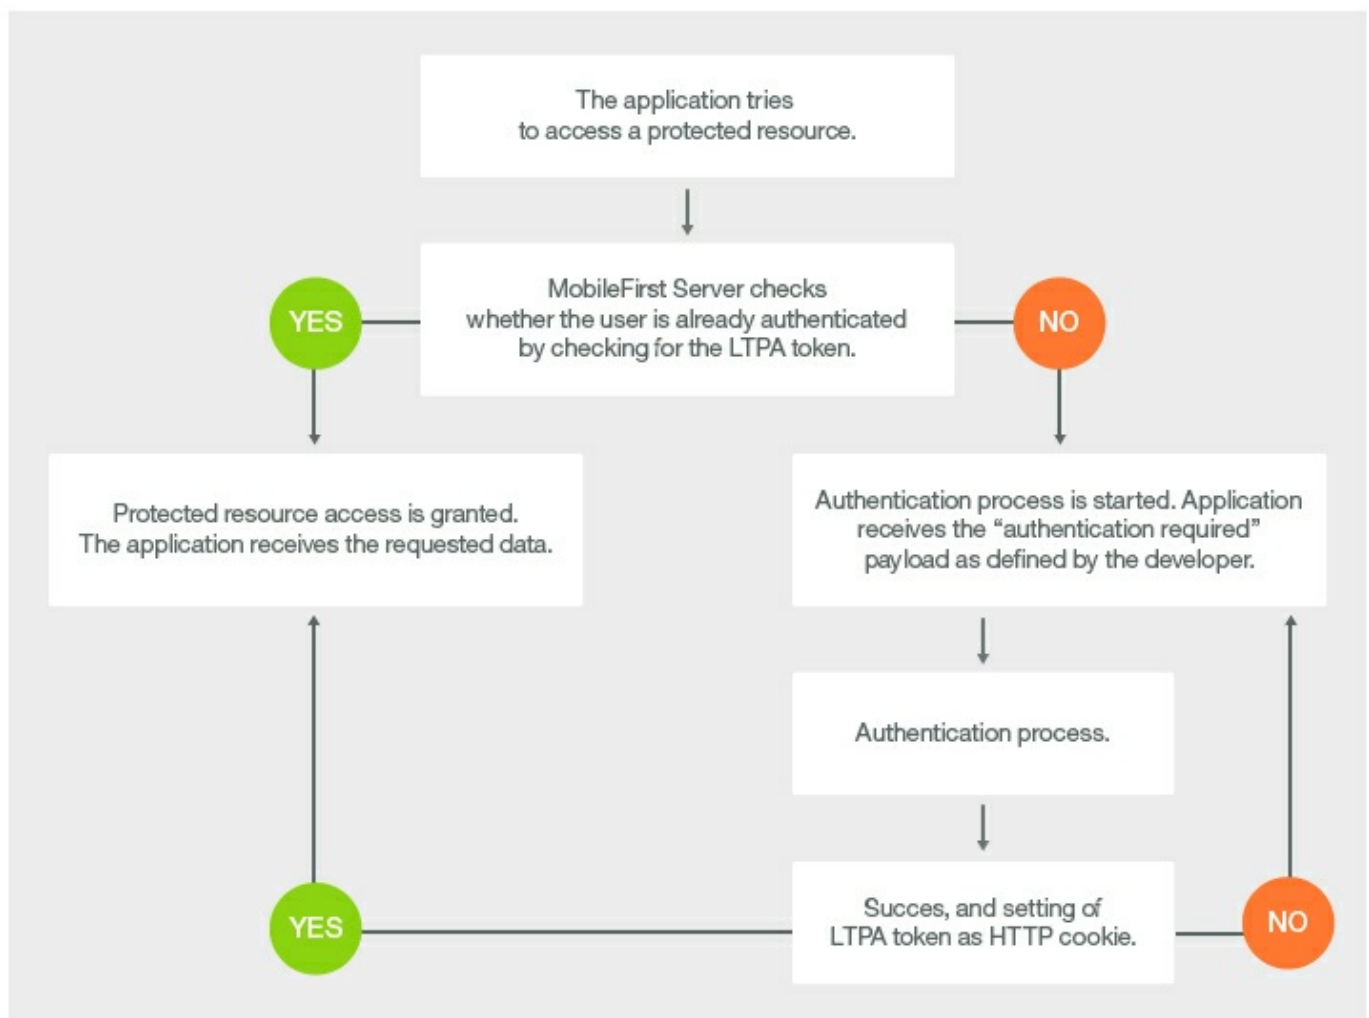 The application tries
to access a protected resource.
MobileFirst Server checks
whether the user is already authenticated
by checking for the LTPA token.
YES
NO
Protected resource access is granted.
The application receives the requested data.
Authentication process is started. Application
receives the “authentication required”
payload as defined by the developer.
Authentication process.
Succes, and setting of
LTPA token as HTTP cookie.
YES
NO